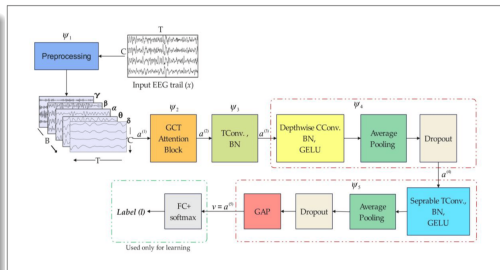 ψ₁
T
Preprocessing
C
Input EEG trail (x)
γ
β
α
θ
δ
B
C
T
a⁽¹⁾
ψ₂
GCT
Attention
Block
a⁽²⁾
ψ₃
TConv. ,
BN
a⁽³⁾
ψ₄
Depthwise CConv.
BN,
GELU
Average
Pooling
Dropout
a⁽⁴⁾
ψ₅
Seprable TConv.,
BN,
GELU
Average
Pooling
Dropout
GAP
v = a⁽⁵⁾
FC+
softmax
Label (l)
Used only for learning